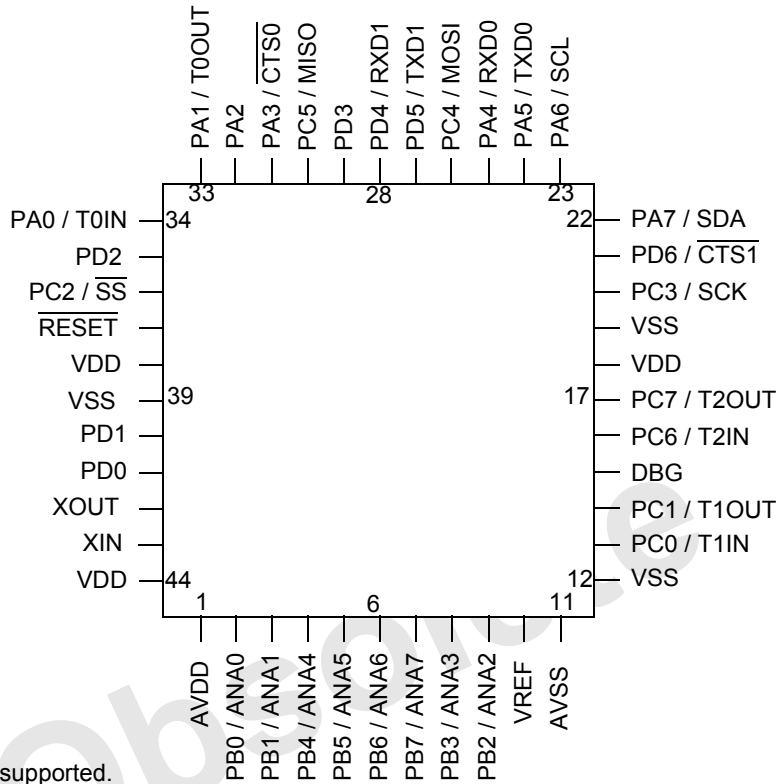 PA1 / T0OUT
PA2
PA3 / CTS0
PC5 / MISO
PD3
PD4 / RXD1
PD5 / TXD1
PC4 / MOSI
PA4 / RXD0
PA5 / TXD0
PA6 / SCL
33
28
23
PA0 / T0IN
34
PD2
PC2 / SS
RESET
VDD
VSS
39
PD1
PD0
XOUT
XIN
VDD
44
22
PA7 / SDA
PD6 / CTS1
PC3 / SCK
VSS
VDD
17
PC7 / T2OUT
PC6 / T2IN
DBG
PC1 / T1OUT
PC0 / T1IN
12
VSS
1
6
11
AVDD
PB0 / ANA0
PB1 / ANA1
PB4 / ANA4
PB5 / ANA5
PB6 / ANA6
PB7 / ANA7
PB3 / ANA3
PB2 / ANA2
VREF
AVSS
supported.
Obsolete